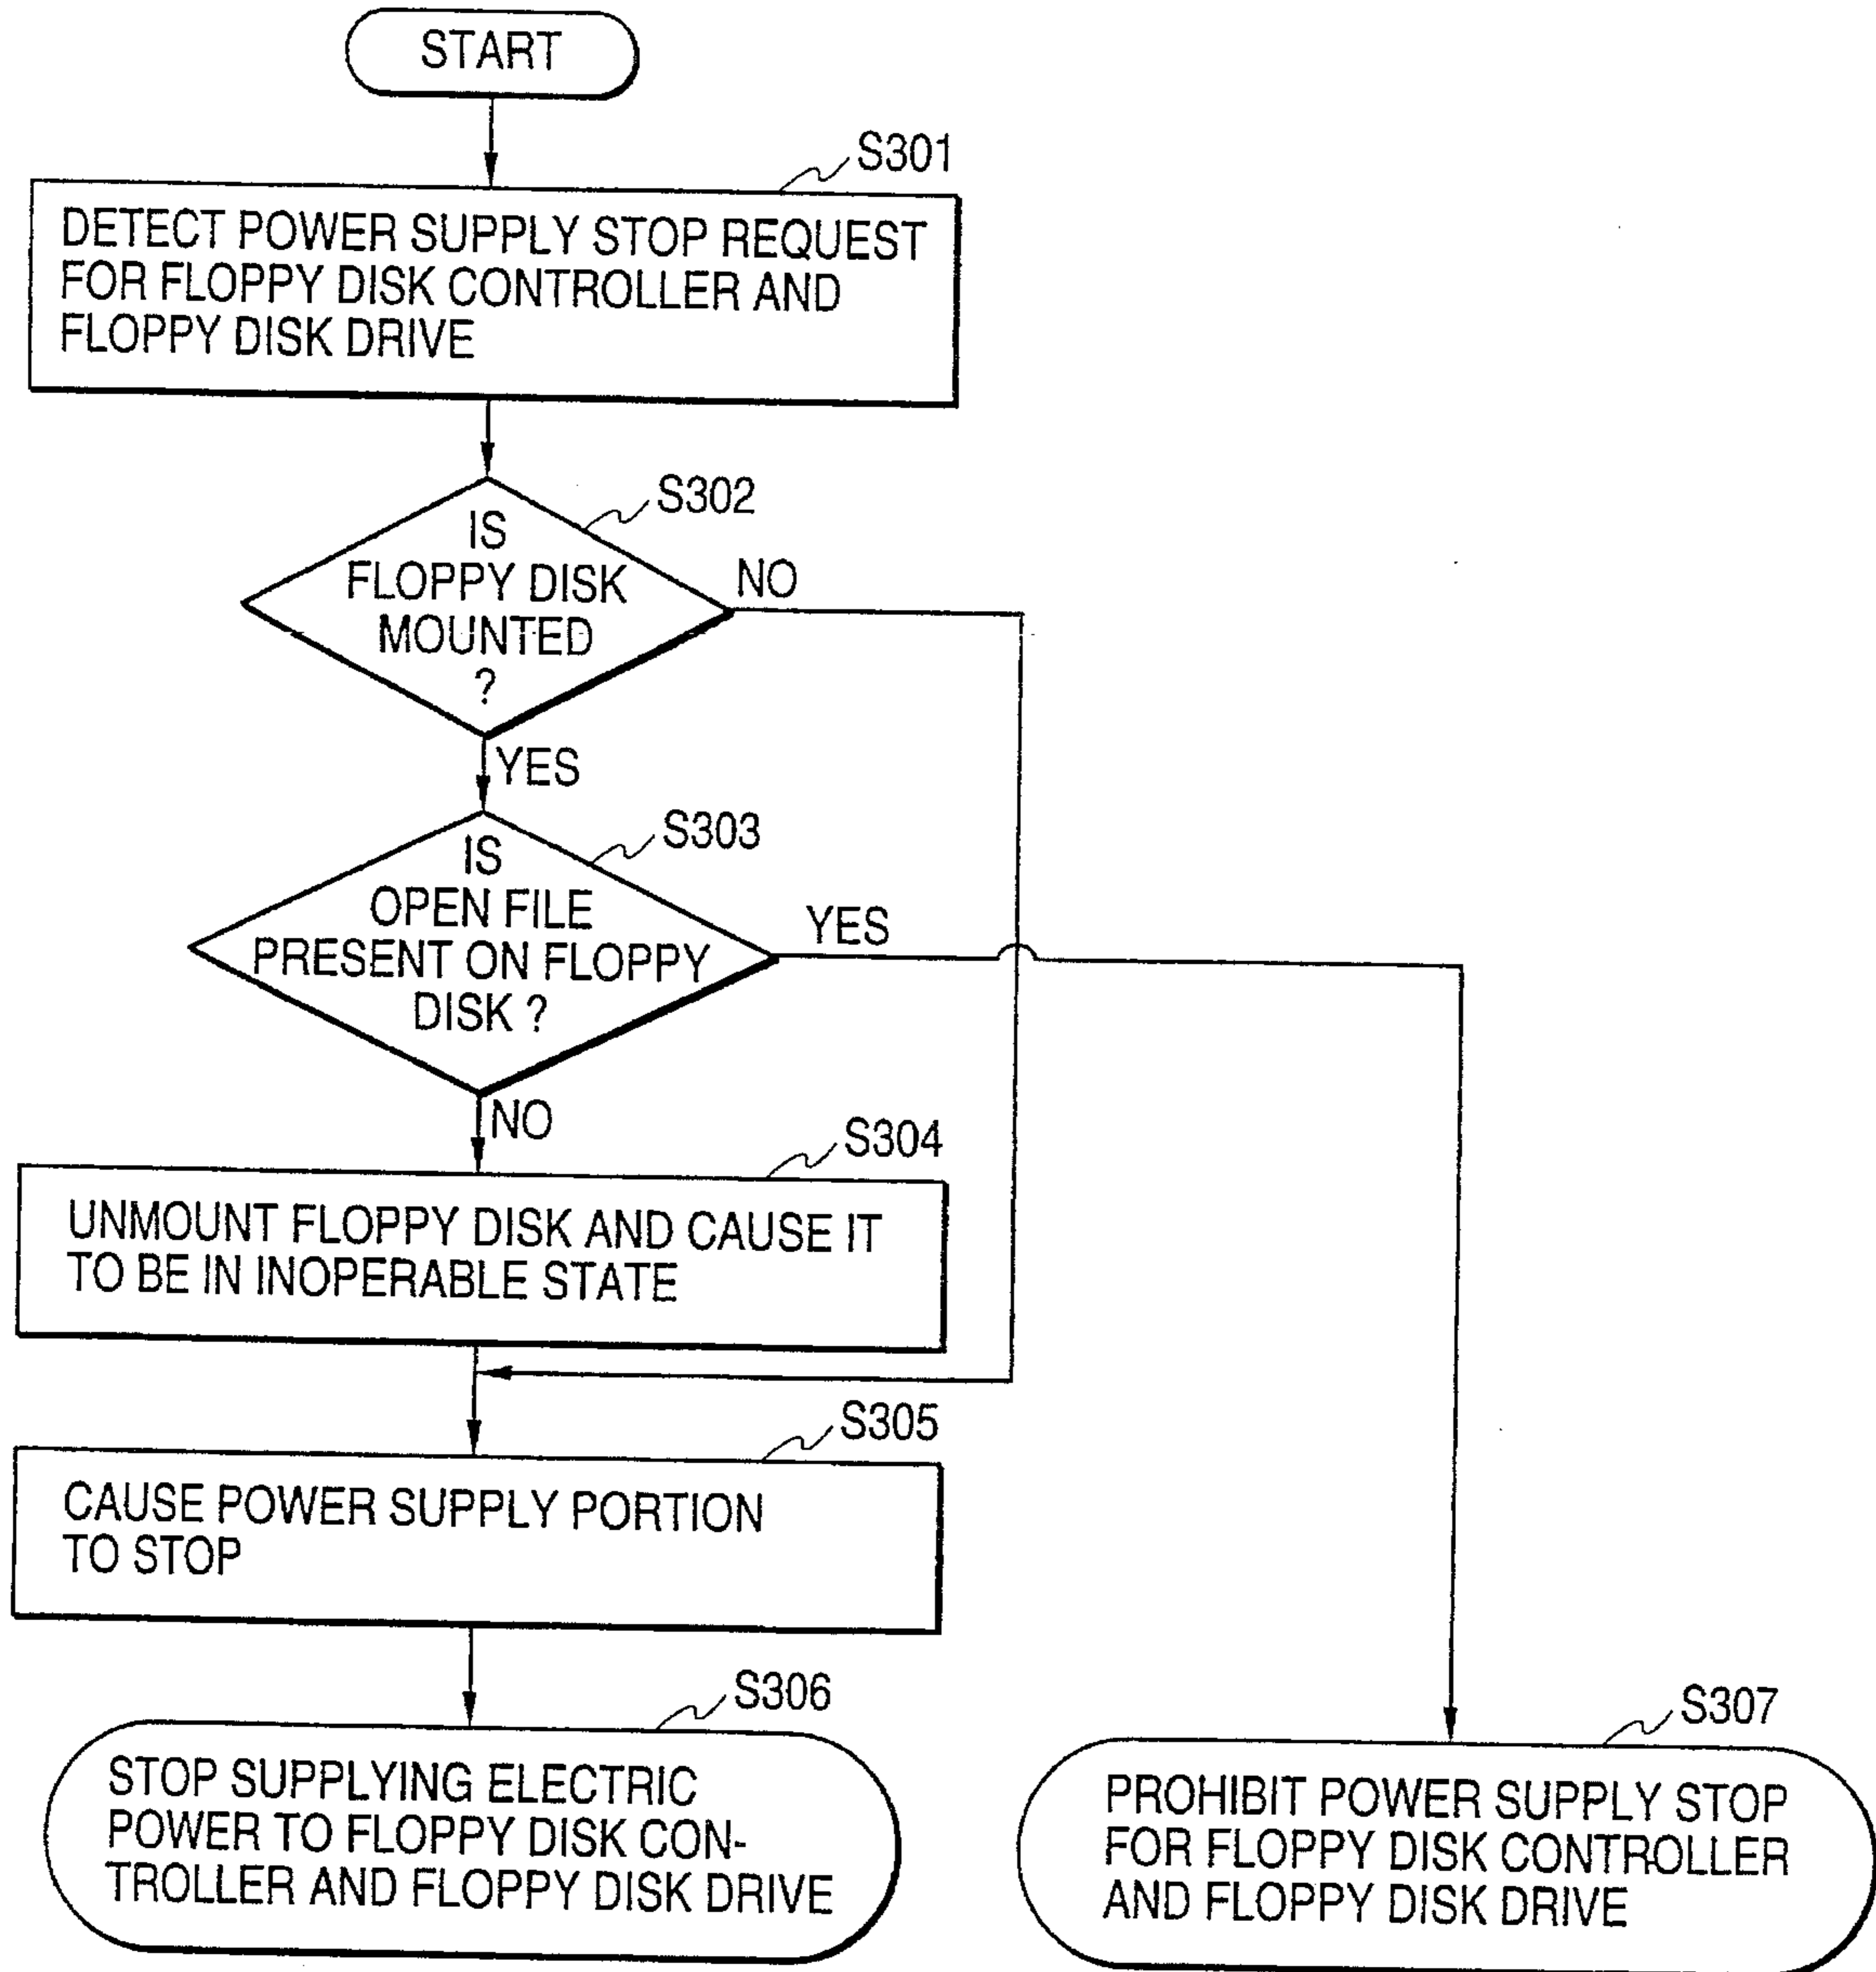 START
S301
DETECT POWER SUPPLY STOP REQUEST
FOR FLOPPY DISK CONTROLLER AND
FLOPPY DISK DRIVE
S302
IS
FLOPPY DISK
MOUNTED
?
NO
YES
S303
IS
OPEN FILE
PRESENT ON FLOPPY
DISK ?
YES
NO
S304
UNMOUNT FLOPPY DISK AND CAUSE IT
TO BE IN INOPERABLE STATE
S305
CAUSE POWER SUPPLY PORTION
TO STOP
S306
STOP SUPPLYING ELECTRIC
POWER TO FLOPPY DISK CON-
TROLLER AND FLOPPY DISK DRIVE
S307
PROHIBIT POWER SUPPLY STOP
FOR FLOPPY DISK CONTROLLER
AND FLOPPY DISK DRIVE